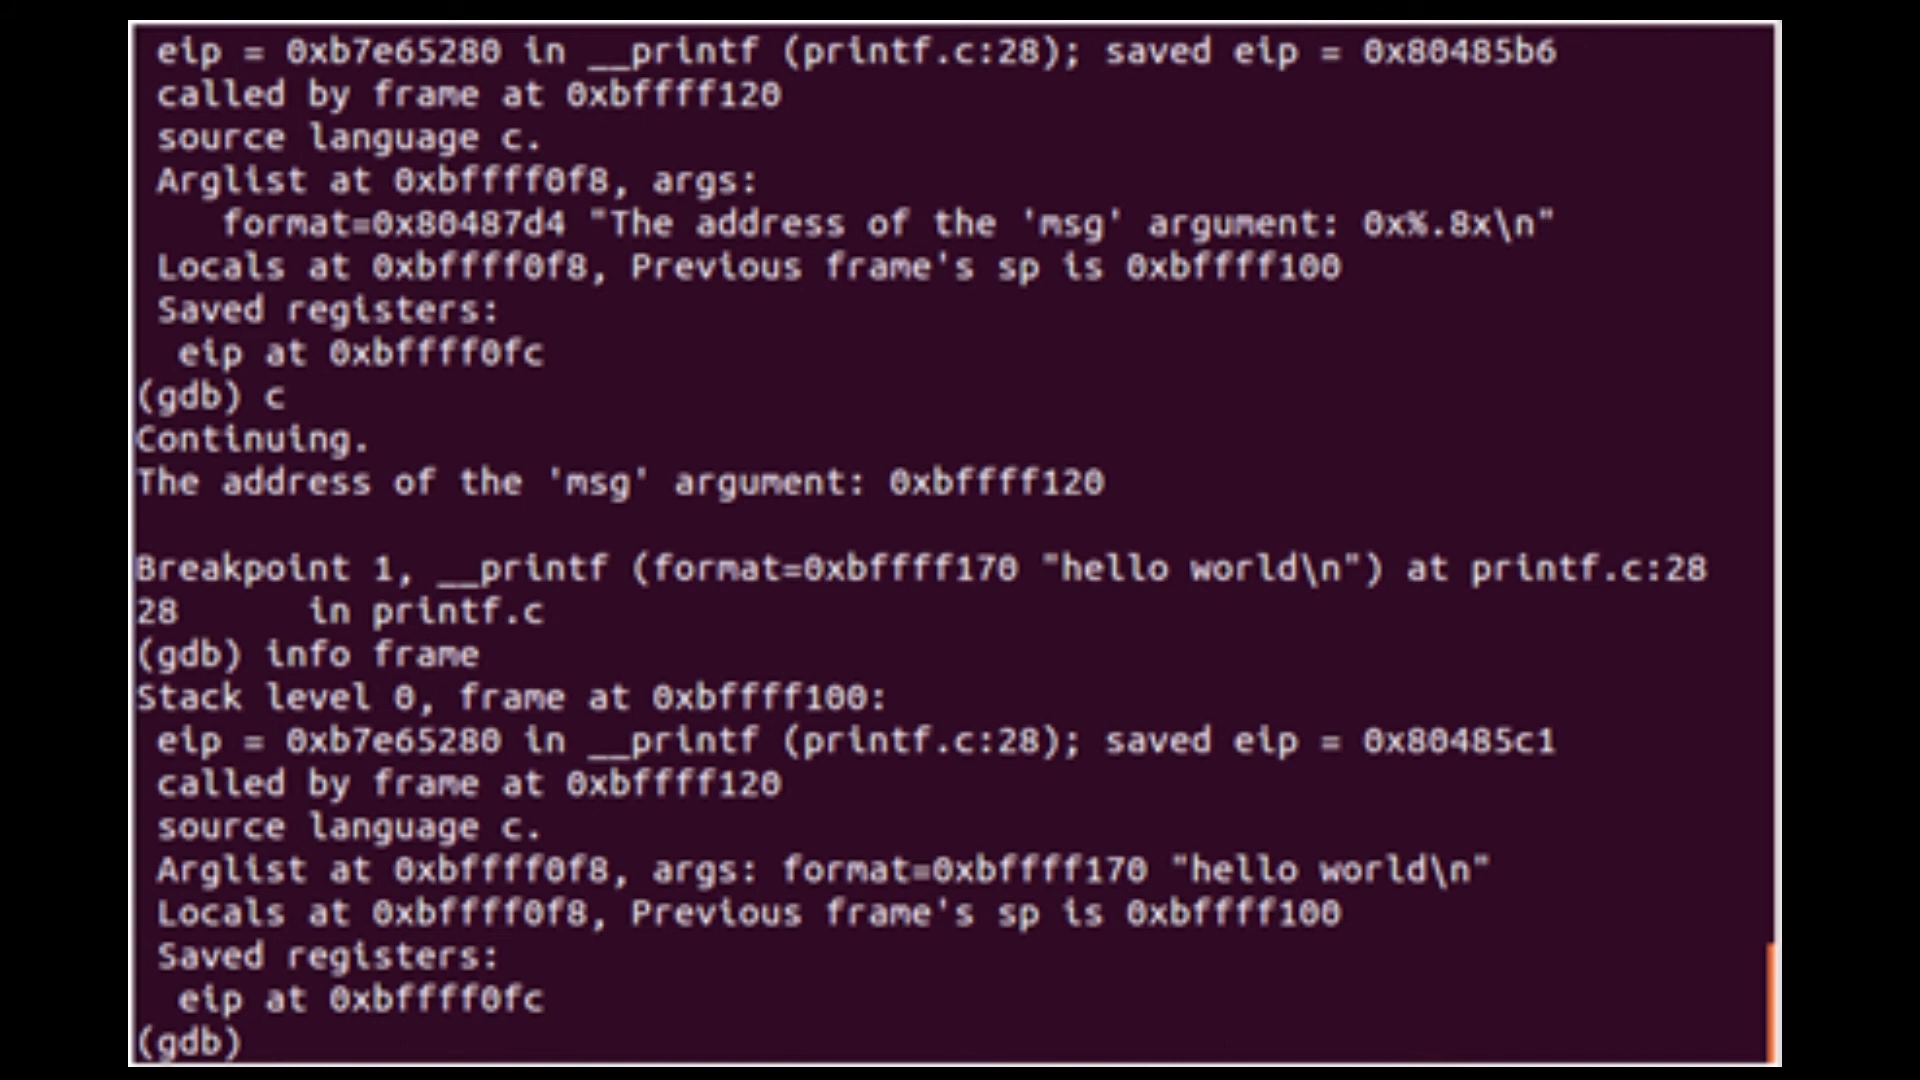 eip = 0xb7e65280 in __printf (printf.c:28); saved eip = 0x80485b6
called by frame at 0xbffff120
source language c.
Arglist at 0xbffff0f8, args:
format=0x80487d4 "The address of the 'msg' argument: 0x%.8x\n"
Locals at 0xbffff0f8, Previous frame's sp is 0xbffff100
Saved registers:
eip at 0xbffff0fc
(gdb) c
Continuing.
The address of the 'msg' argument: 0xbffff120
Breakpoint 1, __printf (format=0xbffff170 "hello world\n") at printf.c:28
28 in printf.c
(gdb) info frame
Stack level 0, frame at 0xbffff100:
eip = 0xb7e65280 in __printf (printf.c:28); saved eip = 0x80485c1
called by frame at 0xbffff120
source language c.
Arglist at 0xbffff0f8, args: format=0xbffff170 "hello world\n"
Locals at 0xbffff0f8, Previous frame's sp is 0xbffff100
Saved registers:
eip at 0xbffff0fc
(gdb)